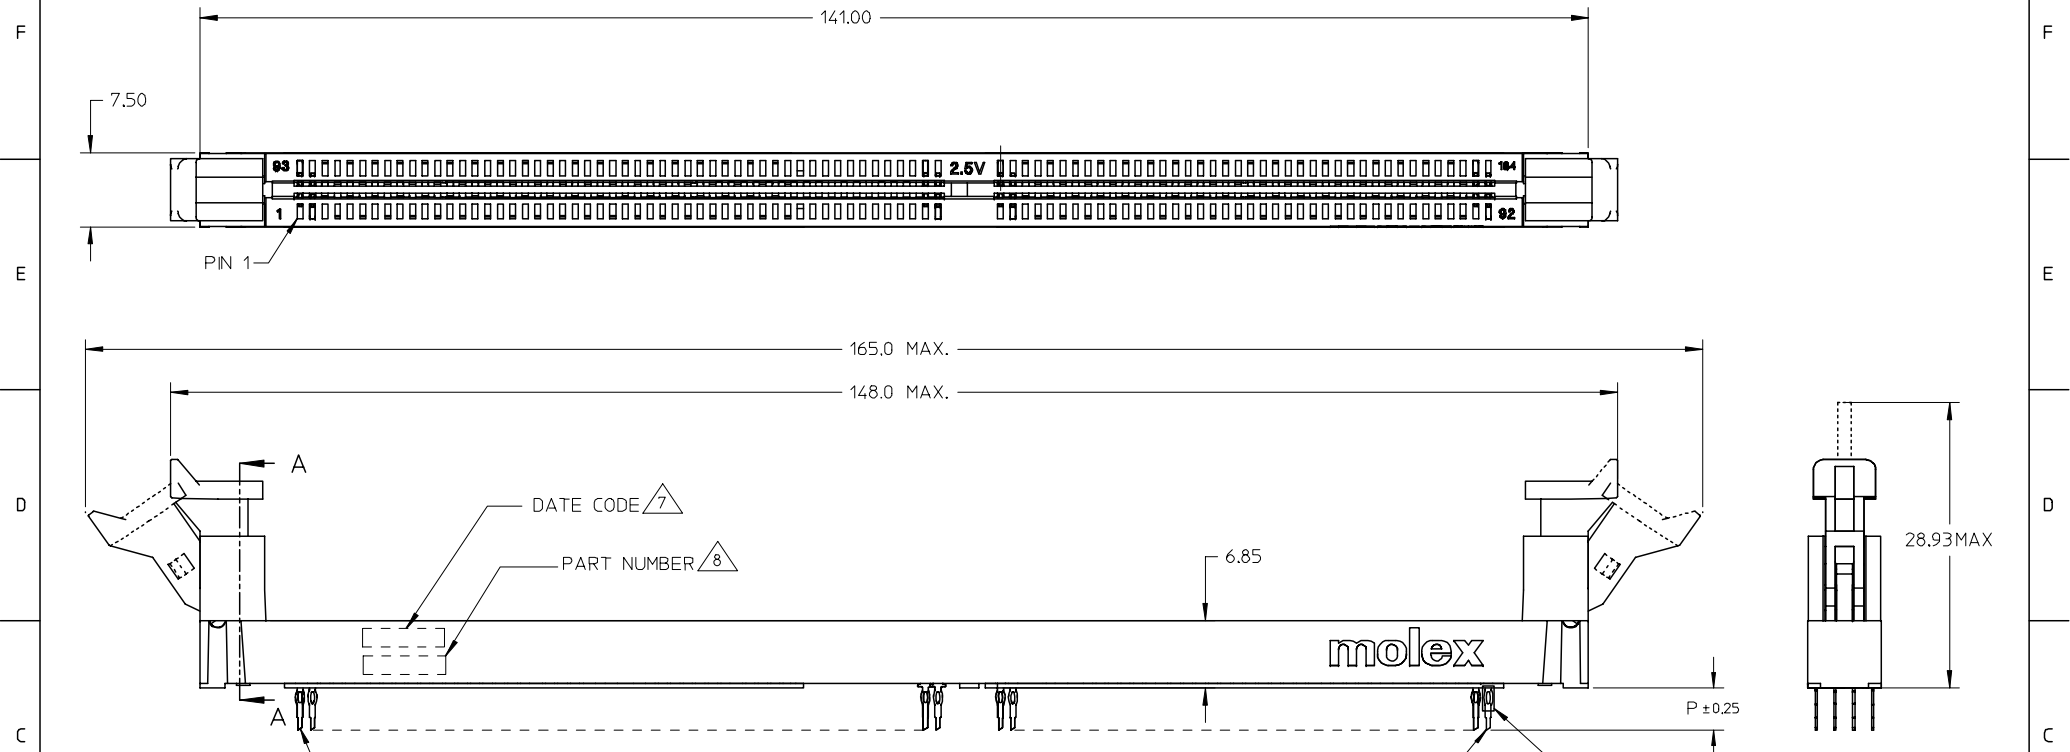 F
F
141.00
7.50
93
2.5V
184
1
92
PIN 1
E
E
165.0 MAX.
148.0 MAX.
A
D
DATE CODE 7
D
28.93MAX
PART NUMBER 8
6.85
molex
A
P ±0.25
C
C